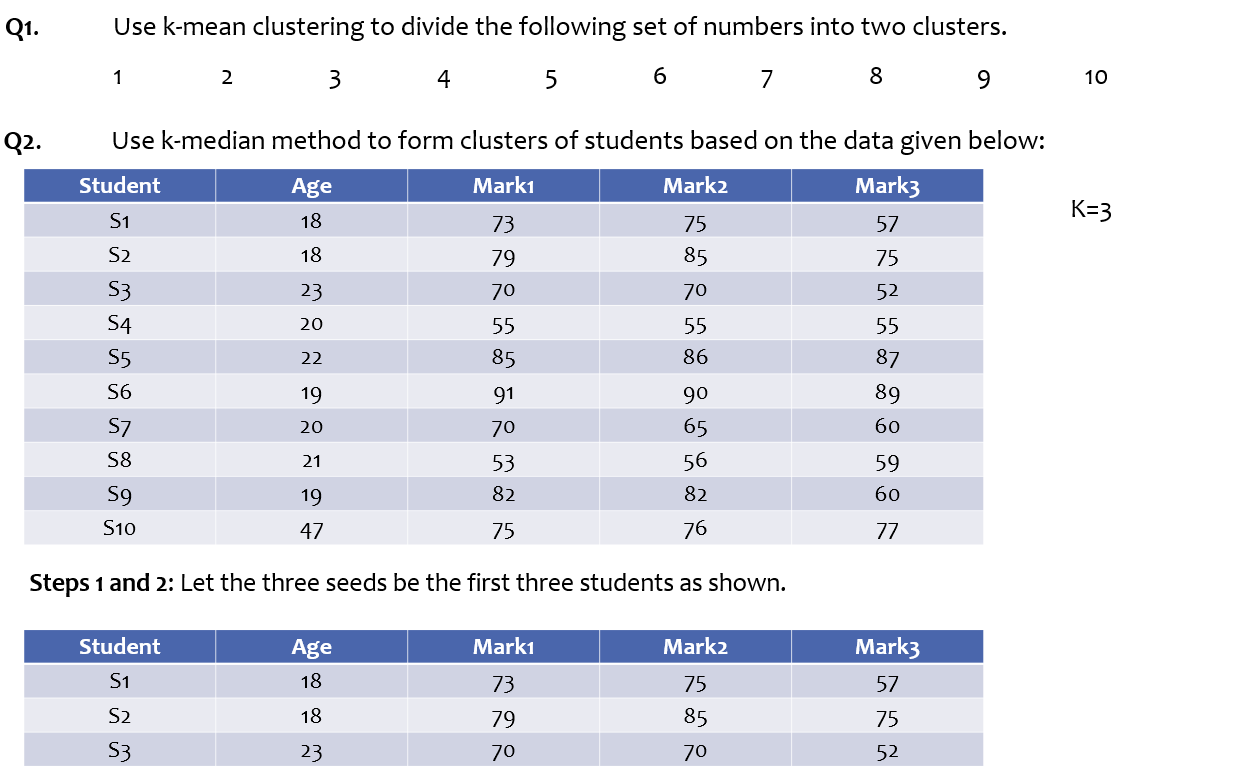 Q1. Use k-mean clustering to divide the following set of numbers into two clusters.
1 2 3 4 5 6 7 8 9 10
Q2. Use k-median method to form clusters of students based on the data given below:
Student Age Mark1 Mark2 Mark3
K=3
S1 18 73 75 57
S2 18 79 85 75
S3 23 70 70 52
S4 20 55 55 55
S5 22 85 86 87
S6 19 91 90 89
S7 20 70 65 60
S8 21 53 56 59
S9 19 82 82 60
S10 47 75 76 77
Steps 1 and 2: Let the three seeds be the first three students as shown.
Student Age Mark1 Mark2 Mark3
S1 18 73 75 57
S2 18 79 85 75
S3 23 70 70 52